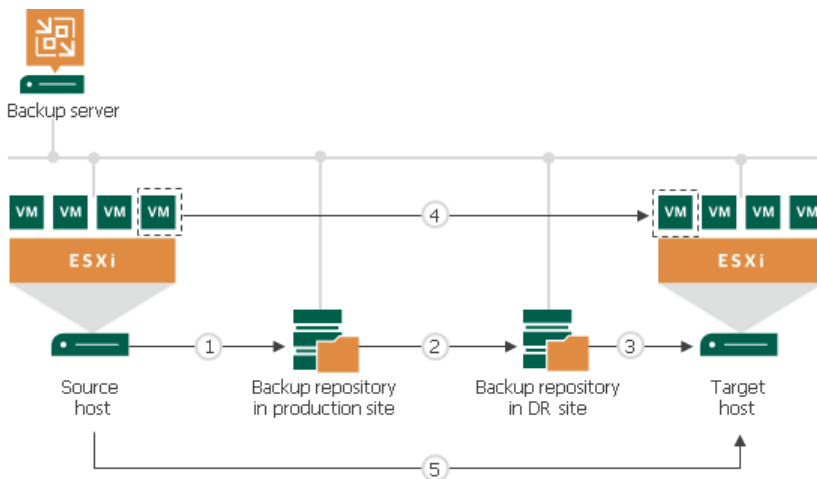 Backup server
VM VM VM VM
4
VM VM VM VM
ESXi
ESXi
1
2
3
Source
host
Backup repository
in production site
Backup repository
in DR site
Target
host
5